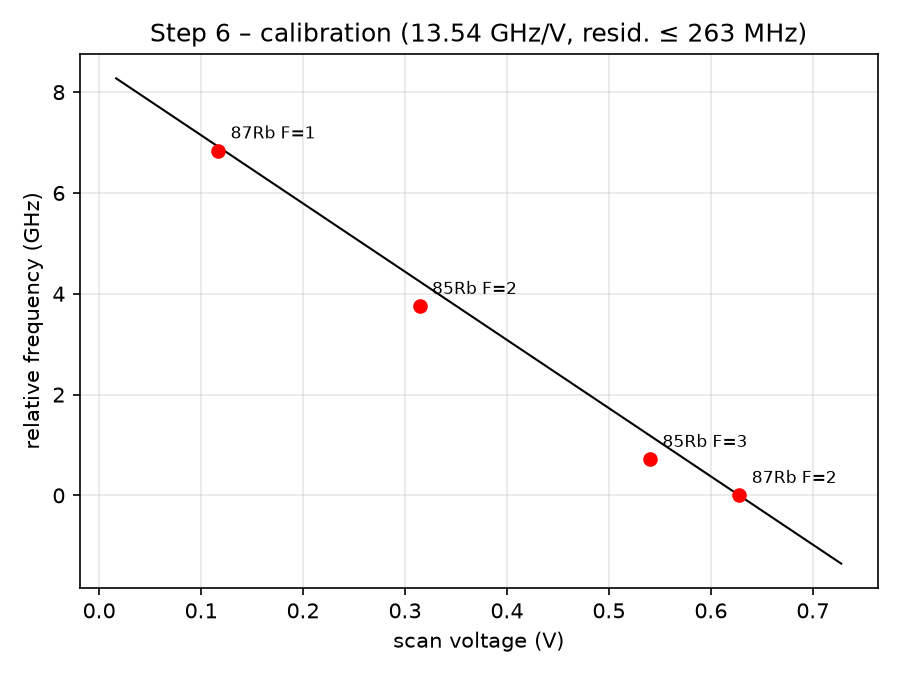 Step 6 – calibration (13.54 GHz/V, resid. ≤ 263 MHz)
relative frequency (GHz)
8
6
4
2
0
87Rb F=1
85Rb F=2
85Rb F=3
87Rb F=2
0.0 0.1 0.2 0.3 0.4 0.5 0.6 0.7
scan voltage (V)